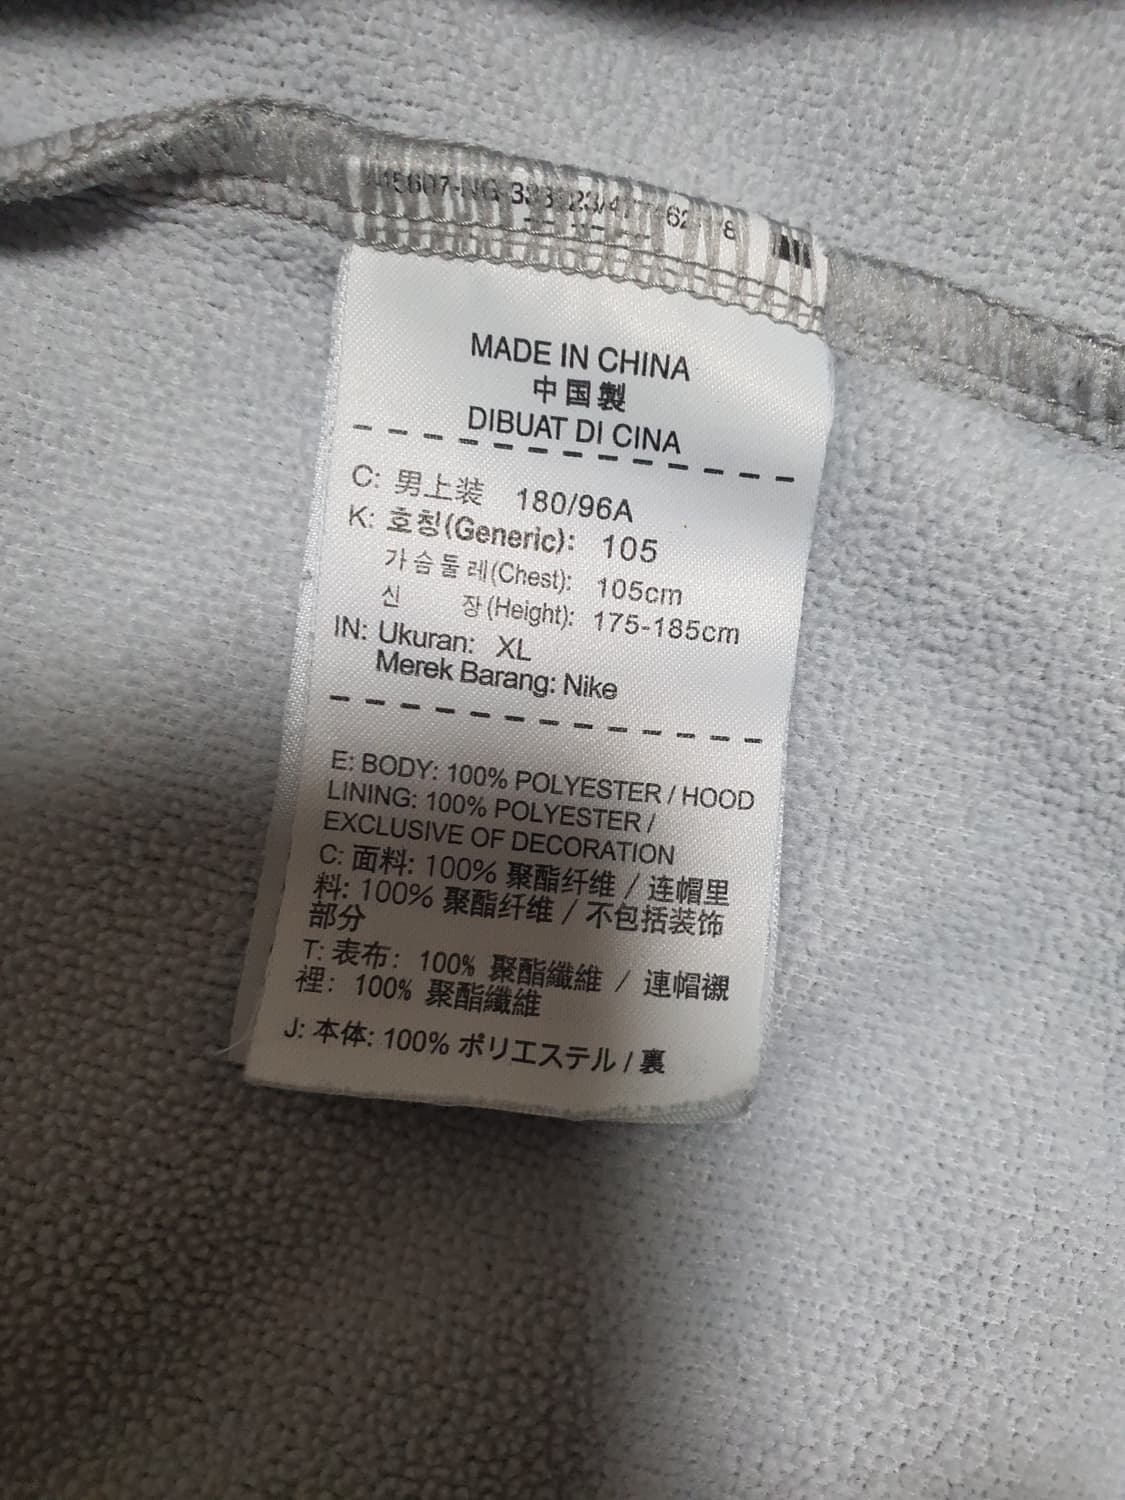 MADE IN CHINA
中国製
DIBUAT DI CINA
C: 男上装 180/96A
K: 호칭(Generic): 105
가슴둘레(Chest): 105cm
신 장(Height): 175-185cm
IN: Ukuran: XL
Merek Barang: Nike
E: BODY: 100% POLYESTER / HOOD
LINING: 100% POLYESTER /
EXCLUSIVE OF DECORATION
C: 面料: 100% 聚酯纤维 / 连帽里
料: 100% 聚酯纤维 / 不包括装饰
部分
T: 表布: 100% 聚酯纖維 / 連帽襯
裡: 100% 聚酯纖維
J: 本体: 100% ポリエステル / 裏